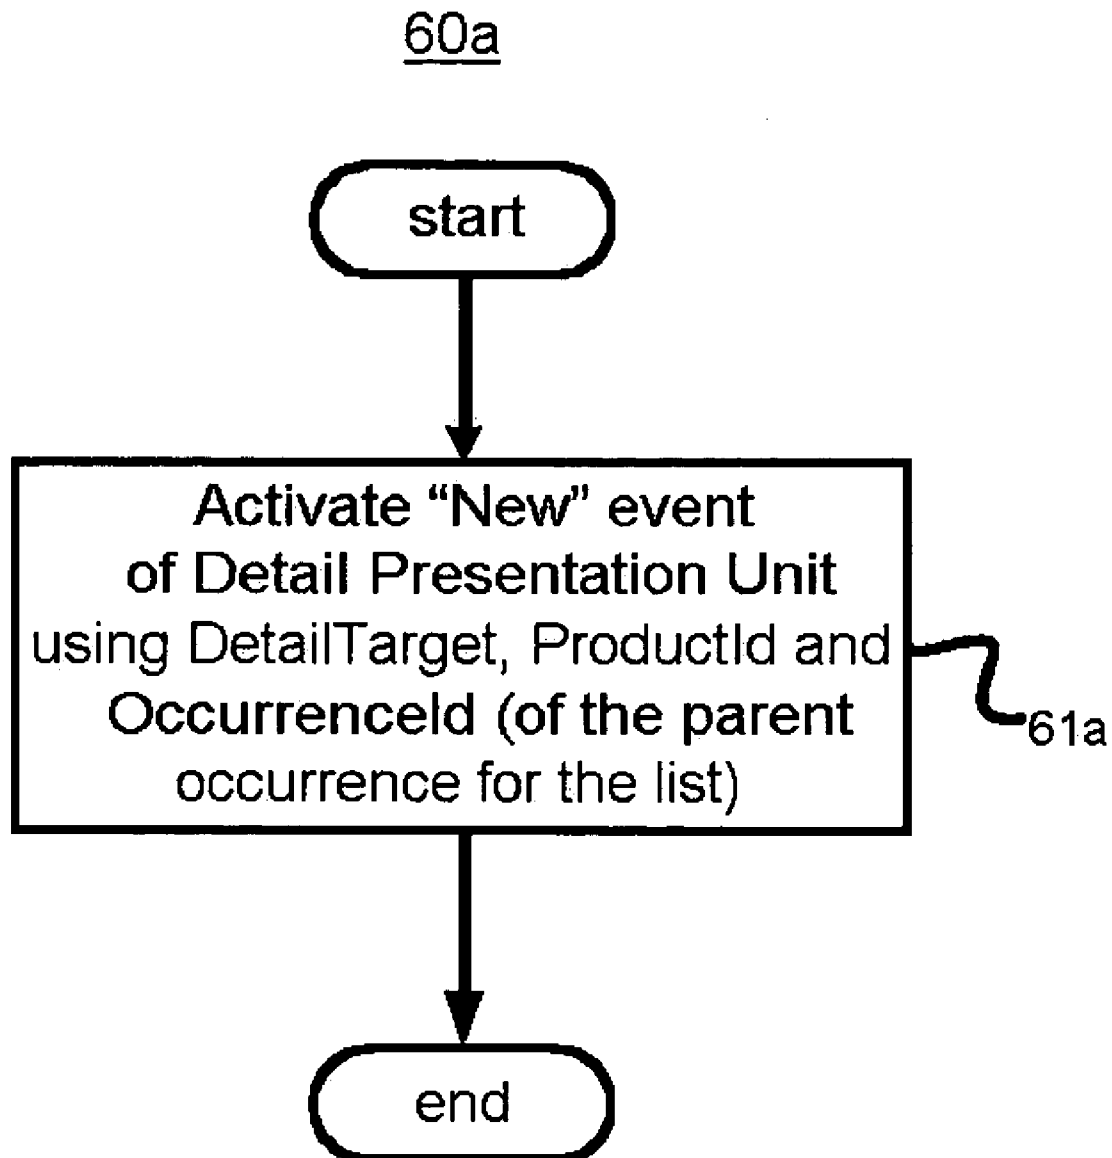 60a
start
Activate “New” event
of Detail Presentation Unit
using DetailTarget, ProductId and
OccurrenceId (of the parent
occurrence for the list)
61a
end